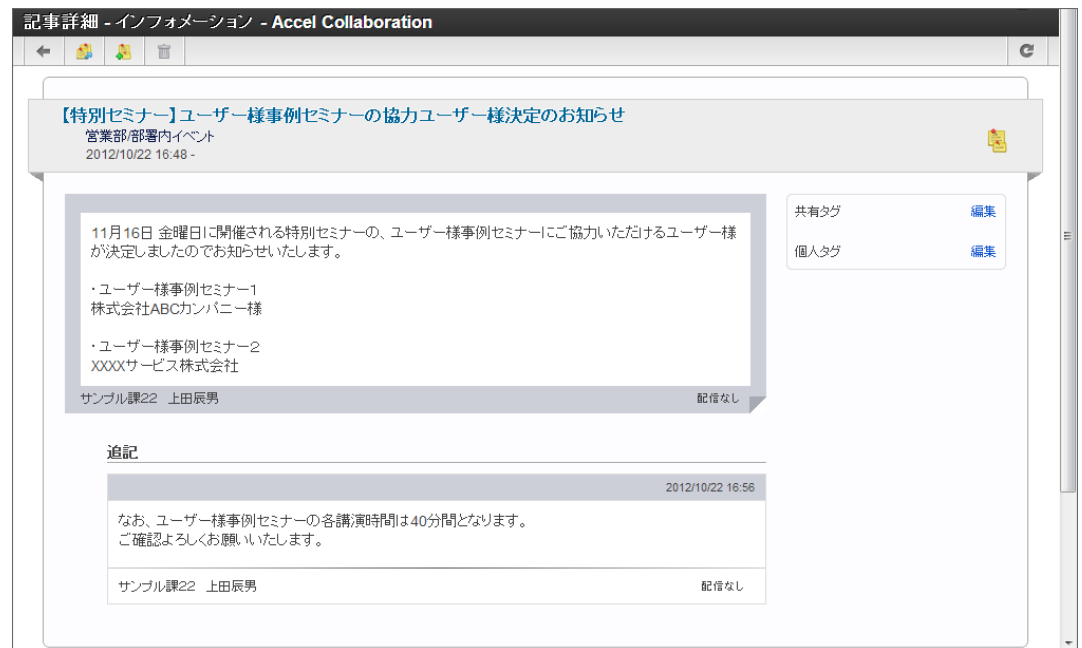 記事詳細 - インフォメーション - Accel Collaboration
【特別セミナー】ユーザー様事例セミナーの協力ユーザー様決定のお知らせ
営業部/部署内イベント
2012/10/22 16:48 -
11月16日 金曜日に開催される特別セミナーの、ユーザー様事例セミナーにご協力いただけるユーザー様
が決定しましたのでお知らせいたします。
・ユーザー様事例セミナー1
株式会社ABCカンパニー様
・ユーザー様事例セミナー2
XXXXサービス株式会社
サンプル課22 上田辰男 配信なし
共有タグ 編集
個人タグ 編集
追記
2012/10/22 16:56
なお、ユーザー様事例セミナーの各講演時間は40分間となります。
ご確認よろしくお願いいたします。
サンプル課22 上田辰男 配信なし